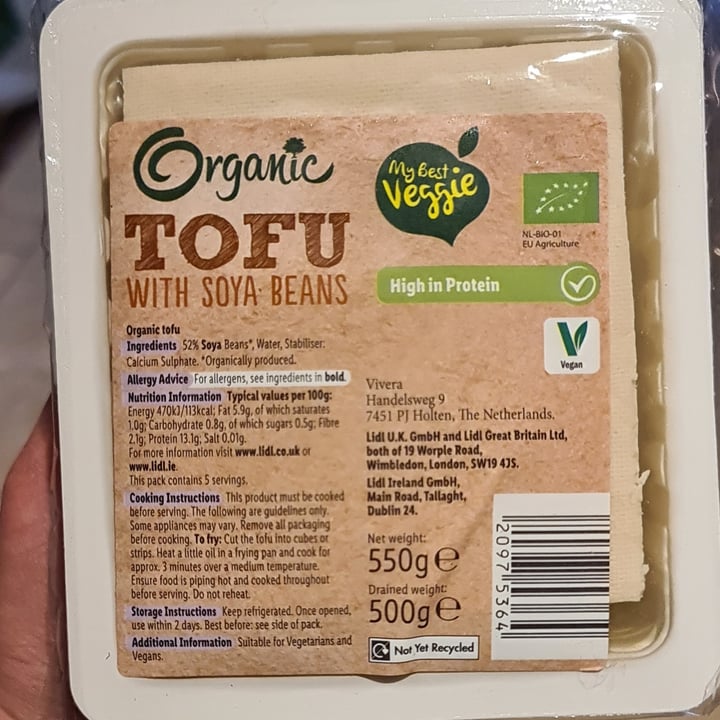 Organic
TOFU
WITH SOYA BEANS
My Best
Veggie
NL-BIO-01
EU Agriculture
High in Protein
Vegan
Organic tofu
Ingredients 52% Soya Beans*, Water, Stabiliser:
Calcium Sulphate. *Organically produced.
Allergy Advice For allergens, see ingredients in bold.
Nutrition Information Typical values per 100g:
Energy 470kJ/113kcal; Fat 5.9g, of which saturates
1.0g; Carbohydrate 0.8g, of which sugars 0.5g; Fibre
2.1g; Protein 13.1g; Salt 0.01g.
For more information visit www.lidl.co.uk or
www.lidl.ie.
This pack contains 5 servings.
Cooking Instructions This product must be cooked
before serving. The following are guidelines only.
Some appliances may vary. Remove all packaging
before cooking. To fry: Cut the tofu into cubes or
strips. Heat a little oil in a frying pan and cook for
approx. 3 minutes over a medium temperature.
Ensure food is piping hot and cooked throughout
before serving. Do not reheat.
Storage Instructions Keep refrigerated. Once opened,
use within 2 days. Best before: see side of pack.
Additional Information Suitable for Vegetarians and
Vegans.
Vivera
Handelsweg 9
7451 PJ Holten, The Netherlands.
Lidl U.K. GmbH and Lidl Great Britain Ltd,
both of 19 Worple Road,
Wimbledon, London, SW19 4JS.
Lidl Ireland GmbH,
Main Road, Tallaght,
Dublin 24.
Net weight:
550g e
Drained weight:
500g e
Not Yet Recycled
20975364